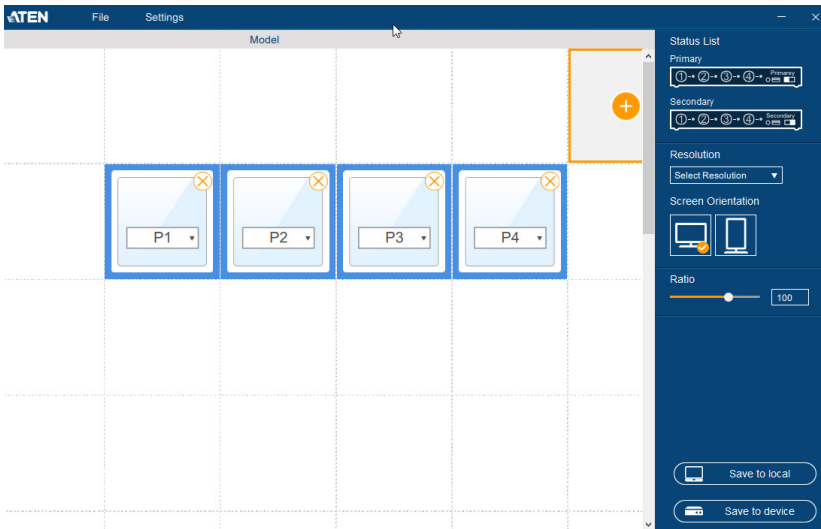 ATEN File Settings
Model
Status List
Primary
① ② ③ ④ Primarsy
Secondary
① ② ③ ④ Secondary
Resolution
Select Resolution
Screen Orientation
P1 P2 P3 P4
Ratio
100
Save to local
Save to device